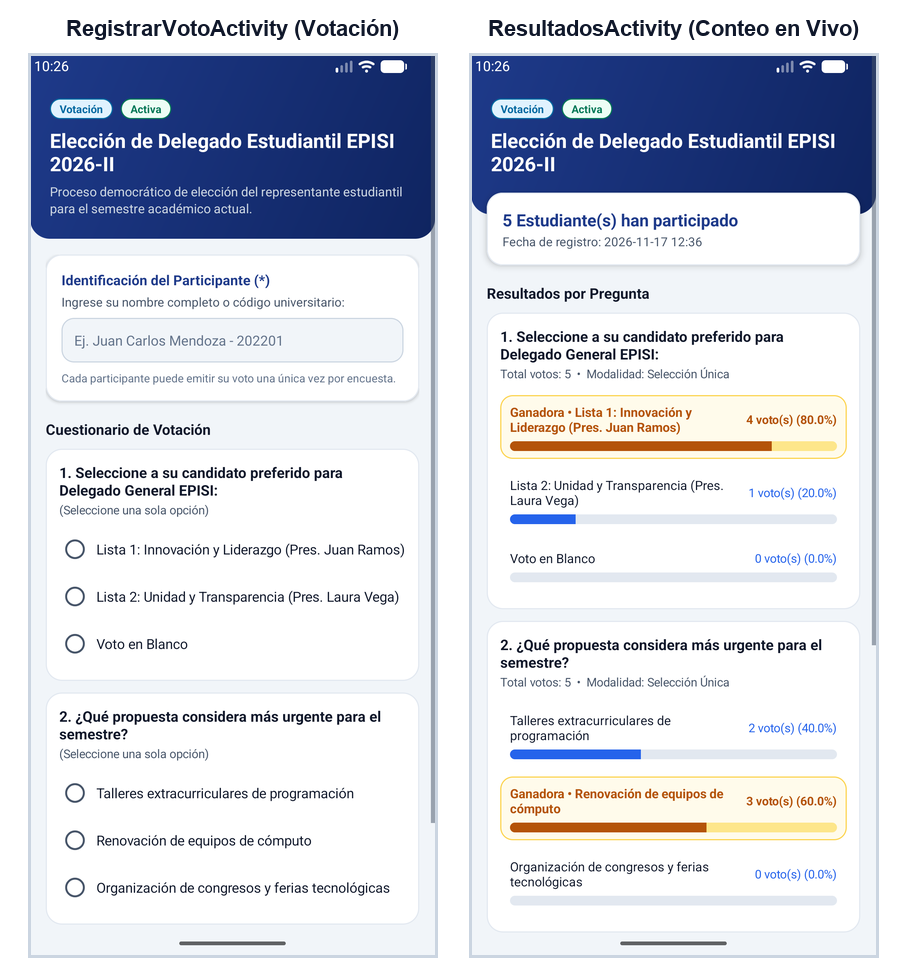 RegistrarVotoActivity (Votación)
10:26
Votación
Activa
Elección de Delegado Estudiantil EPISI
2026-II
Proceso democrático de elección del representante estudiantil
para el semestre académico actual.
Identificación del Participante (*)
Ingrese su nombre completo o código universitario:
Ej. Juan Carlos Mendoza - 202201
Cada participante puede emitir su voto una única vez por encuesta.
Cuestionario de Votación
1. Seleccione a su candidato preferido para
Delegado General EPISI:
(Seleccione una sola opción)
Lista 1: Innovación y Liderazgo (Pres. Juan Ramos)
Lista 2: Unidad y Transparencia (Pres. Laura Vega)
Voto en Blanco
2. ¿Qué propuesta considera más urgente para el
semestre?
(Seleccione una sola opción)
Talleres extracurriculares de programación
Renovación de equipos de cómputo
Organización de congresos y ferias tecnológicas
ResultadosActivity (Conteo en Vivo)
10:26
Votación
Activa
Elección de Delegado Estudiantil EPISI
2026-II
5 Estudiante(s) han participado
Fecha de registro: 2026-11-17 12:36
Resultados por Pregunta
1. Seleccione a su candidato preferido para
Delegado General EPISI:
Total votos: 5 • Modalidad: Selección Única
Ganadora • Lista 1: Innovación y
Liderazgo (Pres. Juan Ramos)
4 voto(s) (80.0%)
Lista 2: Unidad y Transparencia (Pres.
Laura Vega)
1 voto(s) (20.0%)
Voto en Blanco
0 voto(s) (0.0%)
2. ¿Qué propuesta considera más urgente para el
semestre?
Total votos: 5 • Modalidad: Selección Única
Talleres extracurriculares de
programación
2 voto(s) (40.0%)
Ganadora • Renovación de equipos de
cómputo
3 voto(s) (60.0%)
Organización de congresos y ferias
tecnológicas
0 voto(s) (0.0%)